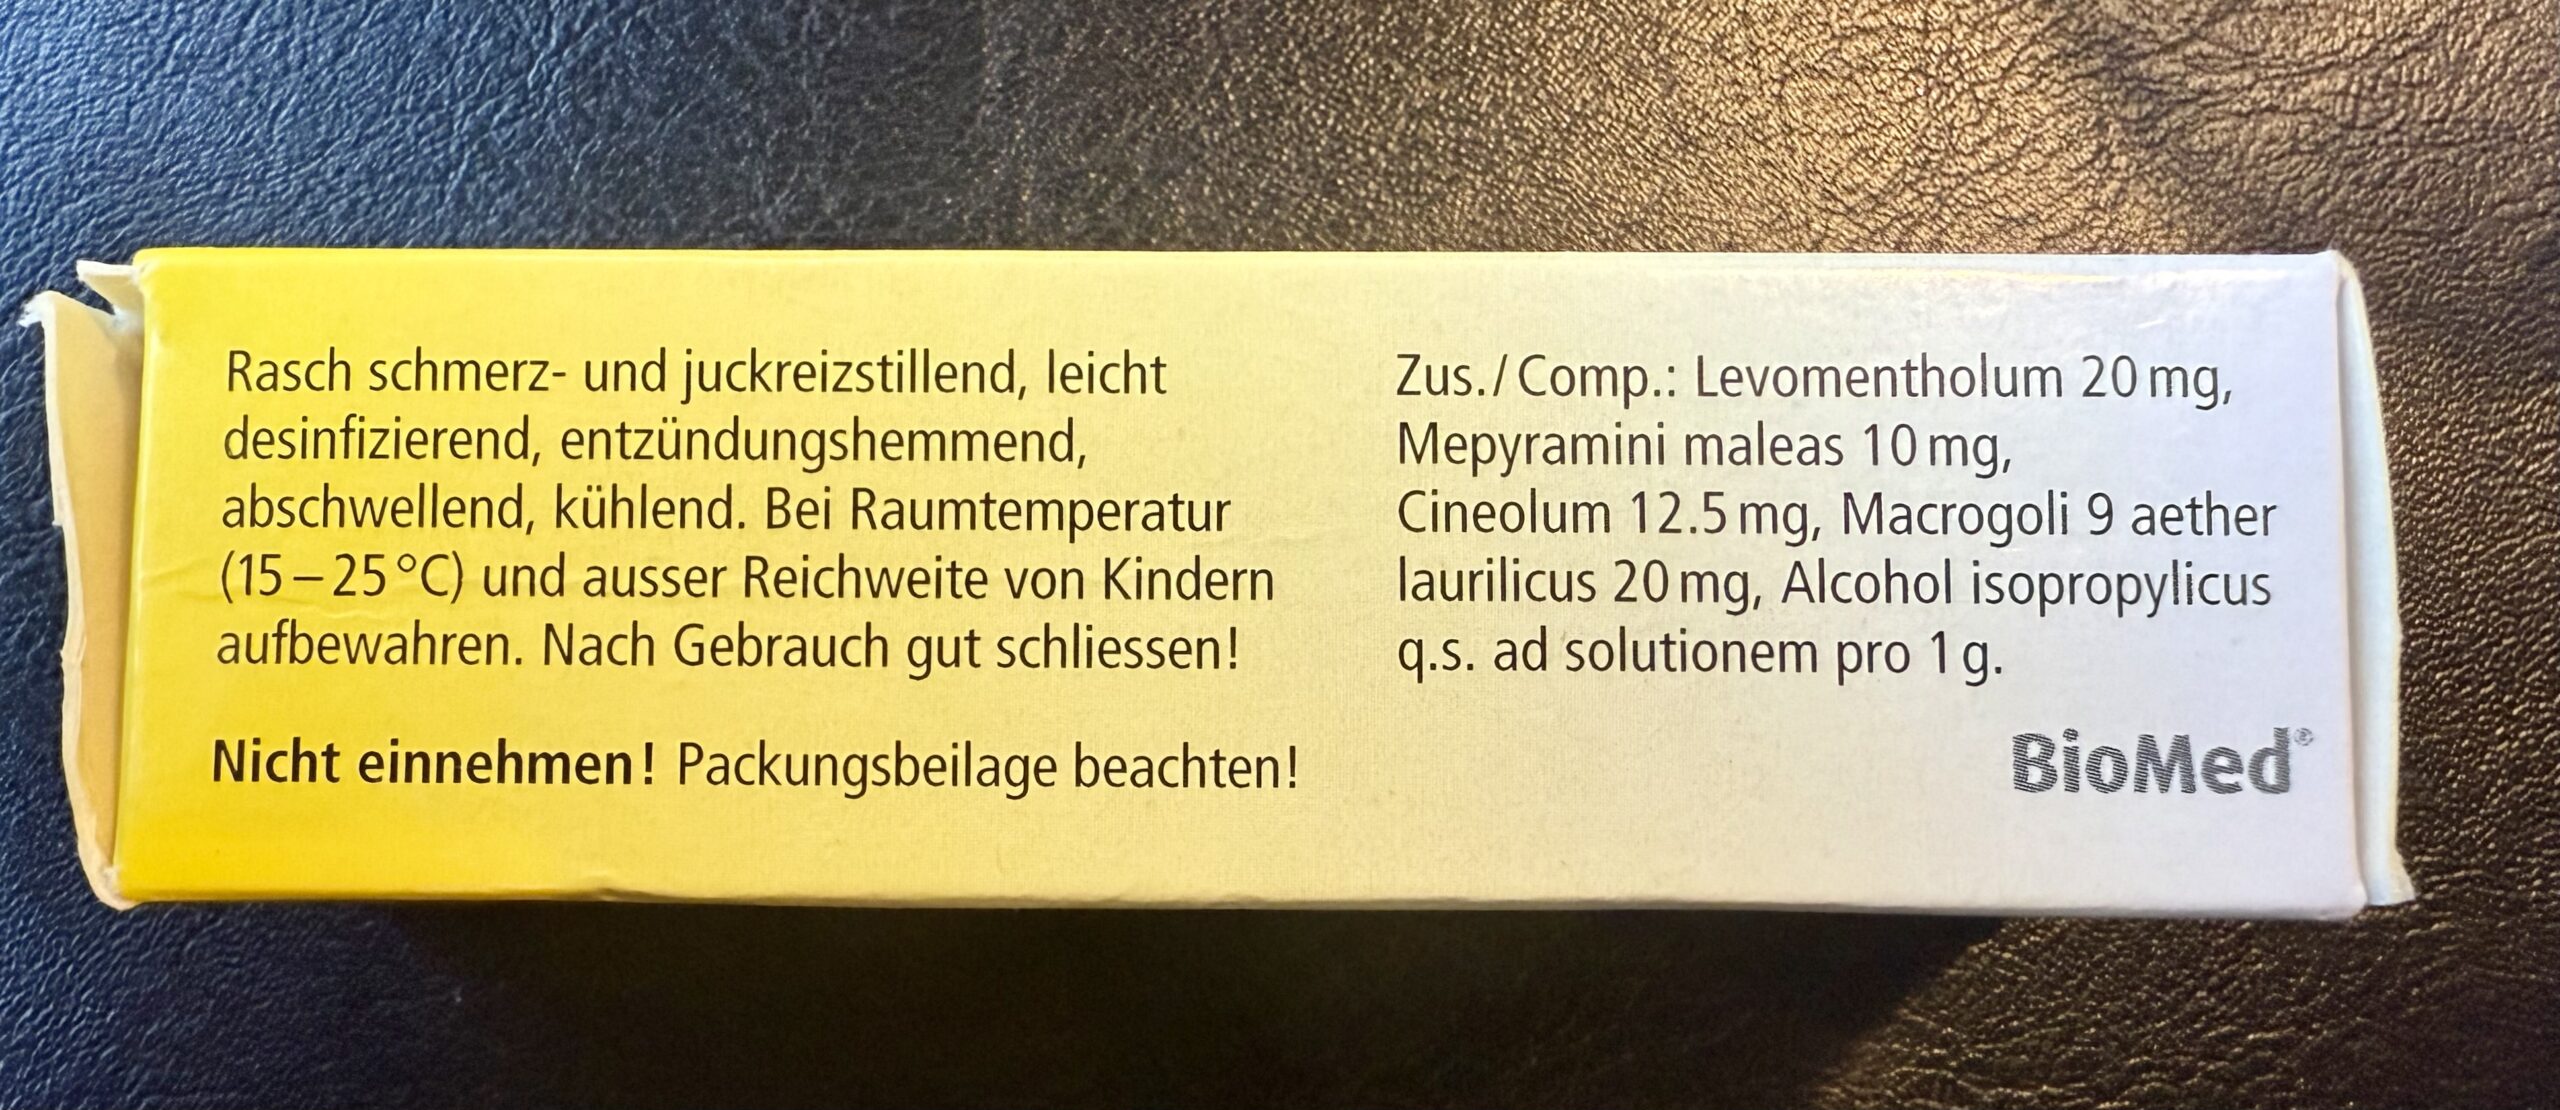 Rasch schmerz- und juckreizstillend, leicht
desinfizierend, entzündungshemmend,
abschwellend, kühlend. Bei Raumtemperatur
(15 – 25 °C) und ausser Reichweite von Kindern
aufbewahren. Nach Gebrauch gut schliessen!
Nicht einnehmen! Packungsbeilage beachten!
Zus./Comp.: Levomentholum 20 mg,
Mepyramini maleas 10 mg,
Cineolum 12.5 mg, Macrogoli 9 aether
laurilicus 20 mg, Alcohol isopropylicus
q.s. ad solutionem pro 1 g.
BioMed®